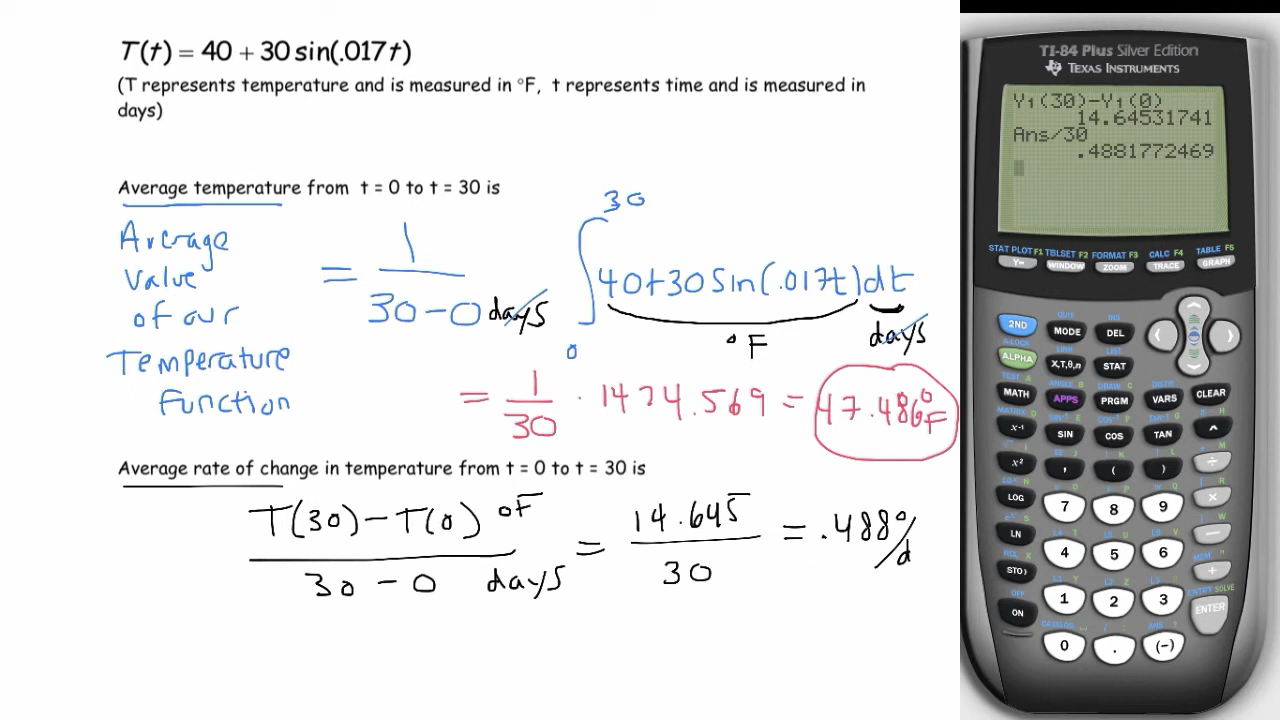 T(t) = 40 + 30 sin(.017t)
(T represents temperature and is measured in °F, t represents time and is measured in
days)
Average temperature from t = 0 to t = 30 is
Average
Value
of our
Temperature
Function
= 1/(30 - 0) days ∫₀³⁰ 40+30 Sin(.017t) dt
°F days
= 1/30 · 1424.569 = 47.486°F
Average rate of change in temperature from t = 0 to t = 30 is
(T(30) - T(0) °F)/(30 - 0 days) = 14.645/30 = .488°/d
TI-84 Plus Silver Edition
TEXAS INSTRUMENTS
Y₁(30)-Y₁(0)
14.64531741
Ans/30
.4881772469
STAT PLOT F1 TBLSET F2 FORMAT F3 CALC F4 TABLE F5
Y= WINDOW ZOOM TRACE GRAPH
QUIT INS
2ND MODE DEL
A-LOCK LINK LIST
ALPHA X,T,θ,n STAT
TEST A ANGLE B DRAW C DISTR
MATH APPS PRGM VARS CLEAR
MATRIX D
x⁻¹ SIN COS TAN ^
x² , ( ) ÷
LOG 7 8 9 ×
LN 4 5 6 −
RCL X
STO› 1 2 3 +
OFF ENTRY SOLVE
ON 0 . (-) ENTER
CATALOG